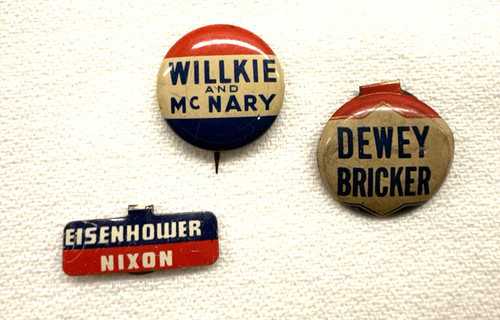 WILLKIE
AND
McNARY
DEWEY
BRICKER
EISENHOWER
NIXON